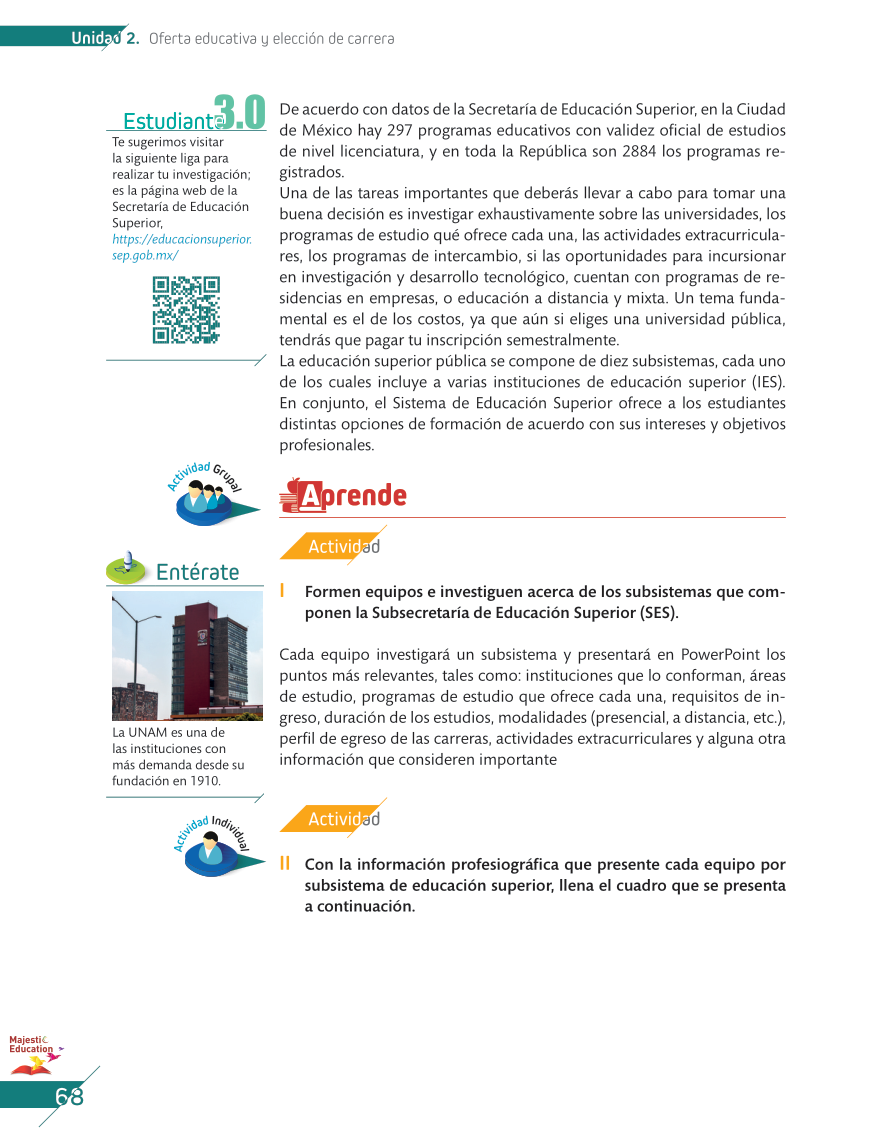 Unidad 2. Oferta educativa y elección de carrera
Estudiante 3.0
Te sugerimos visitar
la siguiente liga para
realizar tu investigación;
es la página web de la
Secretaría de Educación
Superior,
https://educacionsuperior.
sep.gob.mx/
De acuerdo con datos de la Secretaría de Educación Superior, en la Ciudad
de México hay 297 programas educativos con validez oficial de estudios
de nivel licenciatura, y en toda la República son 2884 los programas re-
gistrados.
Una de las tareas importantes que deberás llevar a cabo para tomar una
buena decisión es investigar exhaustivamente sobre las universidades, los
programas de estudio qué ofrece cada una, las actividades extracurricula-
res, los programas de intercambio, si las oportunidades para incursionar
en investigación y desarrollo tecnológico, cuentan con programas de re-
sidencias en empresas, o educación a distancia y mixta. Un tema funda-
mental es el de los costos, ya que aún si eliges una universidad pública,
tendrás que pagar tu inscripción semestralmente.
La educación superior pública se compone de diez subsistemas, cada uno
de los cuales incluye a varias instituciones de educación superior (IES).
En conjunto, el Sistema de Educación Superior ofrece a los estudiantes
distintas opciones de formación de acuerdo con sus intereses y objetivos
profesionales.
Actividad Grupal
Aprende
Actividad
I Formen equipos e investiguen acerca de los subsistemas que com-
ponen la Subsecretaría de Educación Superior (SES).
Entérate
La UNAM es una de
las instituciones con
más demanda desde su
fundación en 1910.
Cada equipo investigará un subsistema y presentará en PowerPoint los
puntos más relevantes, tales como: instituciones que lo conforman, áreas
de estudio, programas de estudio que ofrece cada una, requisitos de in-
greso, duración de los estudios, modalidades (presencial, a distancia, etc.),
perfil de egreso de las carreras, actividades extracurriculares y alguna otra
información que consideren importante
Actividad Individual
Actividad
II Con la información profesiográfica que presente cada equipo por
subsistema de educación superior, llena el cuadro que se presenta
a continuación.
Majestic
Education
68